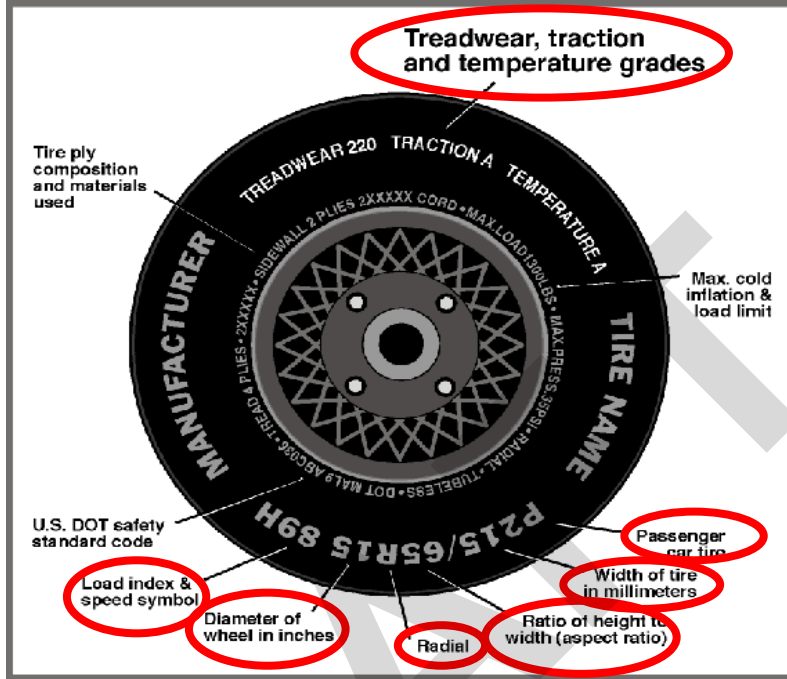 Treadwear, traction
and temperature grades
Tire ply
composition
and materials
used
TREADWEAR 220 TRACTION A TEMPERATURE A
SIDEWALL 2 PLIES 2XXXXX CORD • MAX.LOAD1300LBS • MAX.PRESS.35PSI • RADIAL • TUBELESS • DOT MAL9 ABC036 • TREAD 4 PLIES • 2XXXXX •
MANUFACTURER
TIRE NAME
Max. cold
inflation &
load limit
U.S. DOT safety
standard code
P215/65R15 89H
Passenger
car tire
Load index &
speed symbol
Width of tire
in millimeters
Diameter of
wheel in inches
Radial
Ratio of height to
width (aspect ratio)